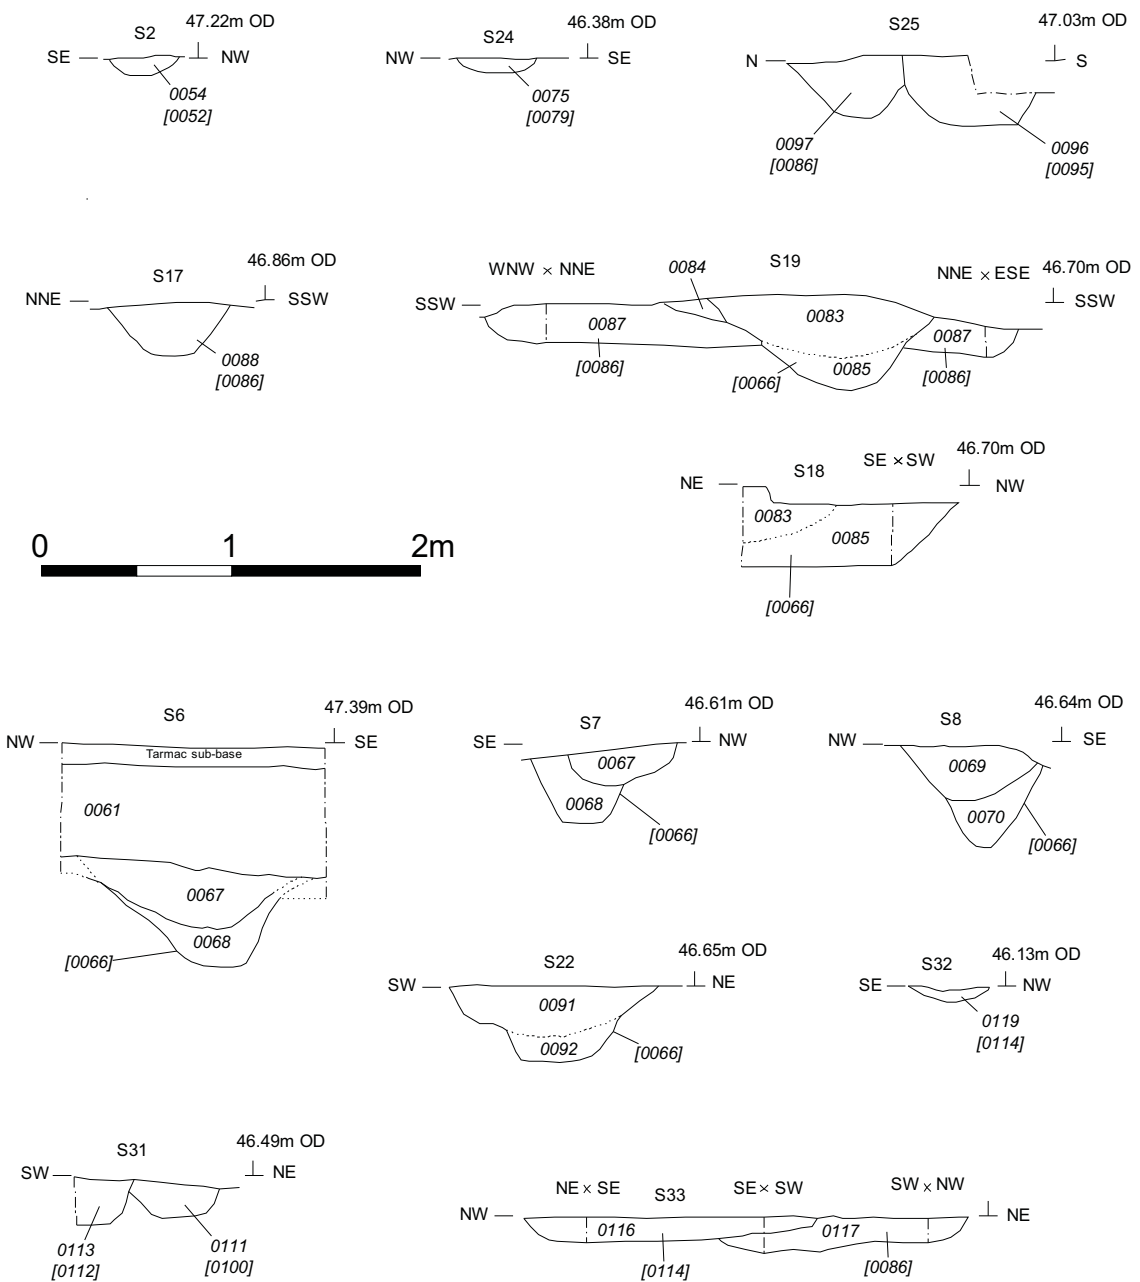 S2
47.22m OD
SE
NW
0054
[0052]
S24
46.38m OD
NW
SE
0075
[0079]
S25
47.03m OD
N
S
0097
[0086]
0096
[0095]
S17
46.86m OD
NNE
SSW
0088
[0086]
WNW × NNE
0084
S19
NNE × ESE
46.70m OD
SSW
SSW
0087
0083
0087
[0086]
[0066]
0085
[0086]
S18
SE × SW
46.70m OD
NE
NW
0083
0085
[0066]
0
1
2m
S6
47.39m OD
NW
SE
Tarmac sub-base
0061
0067
0068
[0066]
S7
46.61m OD
SE
NW
0067
0068
[0066]
S8
46.64m OD
NW
SE
0069
0070
[0066]
S22
46.65m OD
SW
NE
0091
0092
[0066]
S32
46.13m OD
SE
NW
0119
[0114]
S31
46.49m OD
SW
NE
0113
[0112]
0111
[0100]
NE × SE
S33
SE × SW
SW × NW
NW
NE
0116
0117
[0114]
[0086]